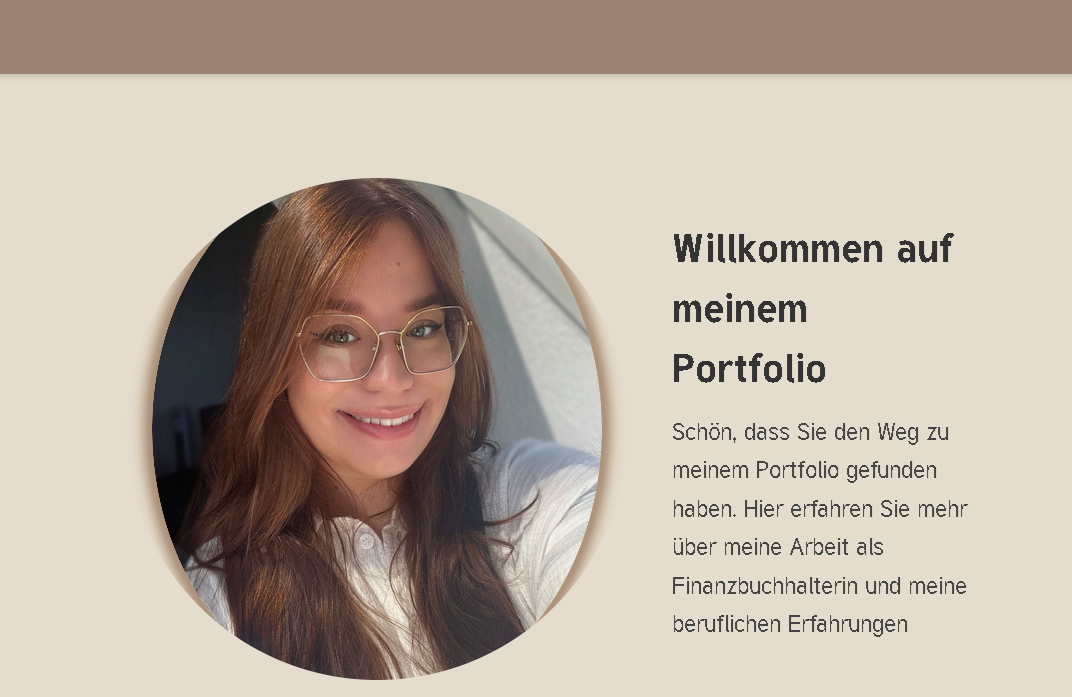 Willkommen auf
meinem
Portfolio
Schön, dass Sie den Weg zu
meinem Portfolio gefunden
haben. Hier erfahren Sie mehr
über meine Arbeit als
Finanzbuchhalterin und meine
beruflichen Erfahrungen